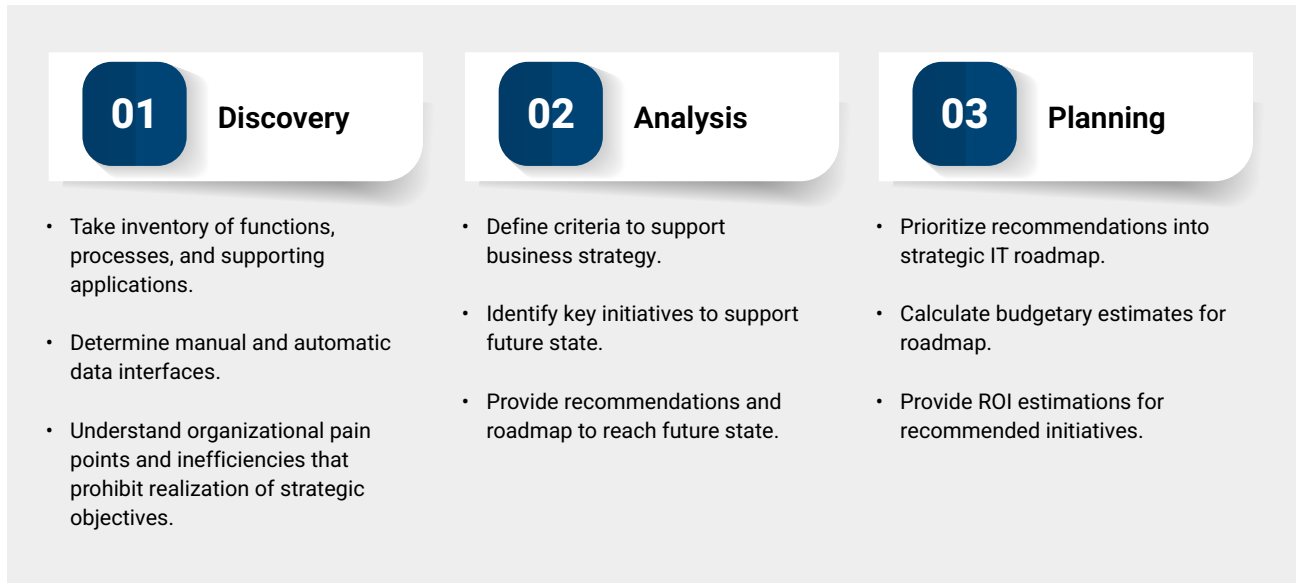 01 Discovery
• Take inventory of functions,
processes, and supporting
applications.
• Determine manual and automatic
data interfaces.
• Understand organizational pain
points and inefficiencies that
prohibit realization of strategic
objectives.
02 Analysis
• Define criteria to support
business strategy.
• Identify key initiatives to support
future state.
• Provide recommendations and
roadmap to reach future state.
03 Planning
• Prioritize recommendations into
strategic IT roadmap.
• Calculate budgetary estimates for
roadmap.
• Provide ROI estimations for
recommended initiatives.